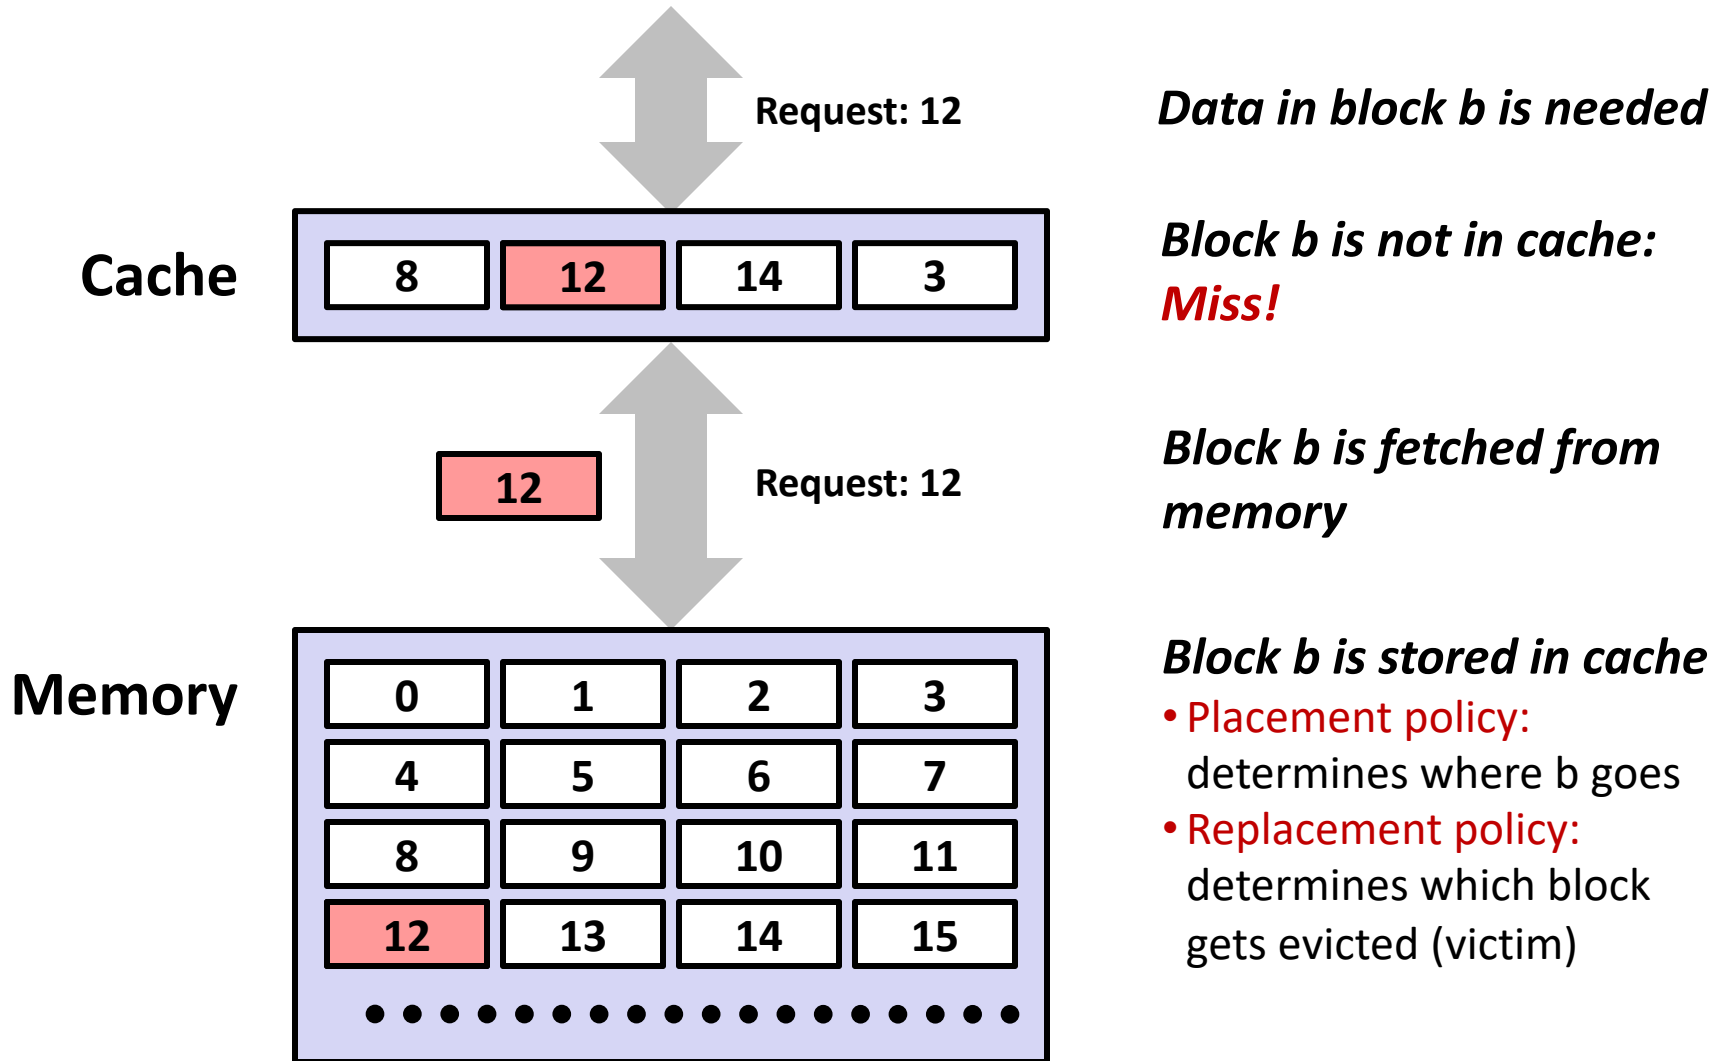 Request: 12
Data in block b is needed
Cache
8 12 14 3
Block b is not in cache:
Miss!
12
Request: 12
Block b is fetched from
memory
Memory
0 1 2 3
4 5 6 7
8 9 10 11
12 13 14 15
Block b is stored in cache
• Placement policy:
determines where b goes
• Replacement policy:
determines which block
gets evicted (victim)